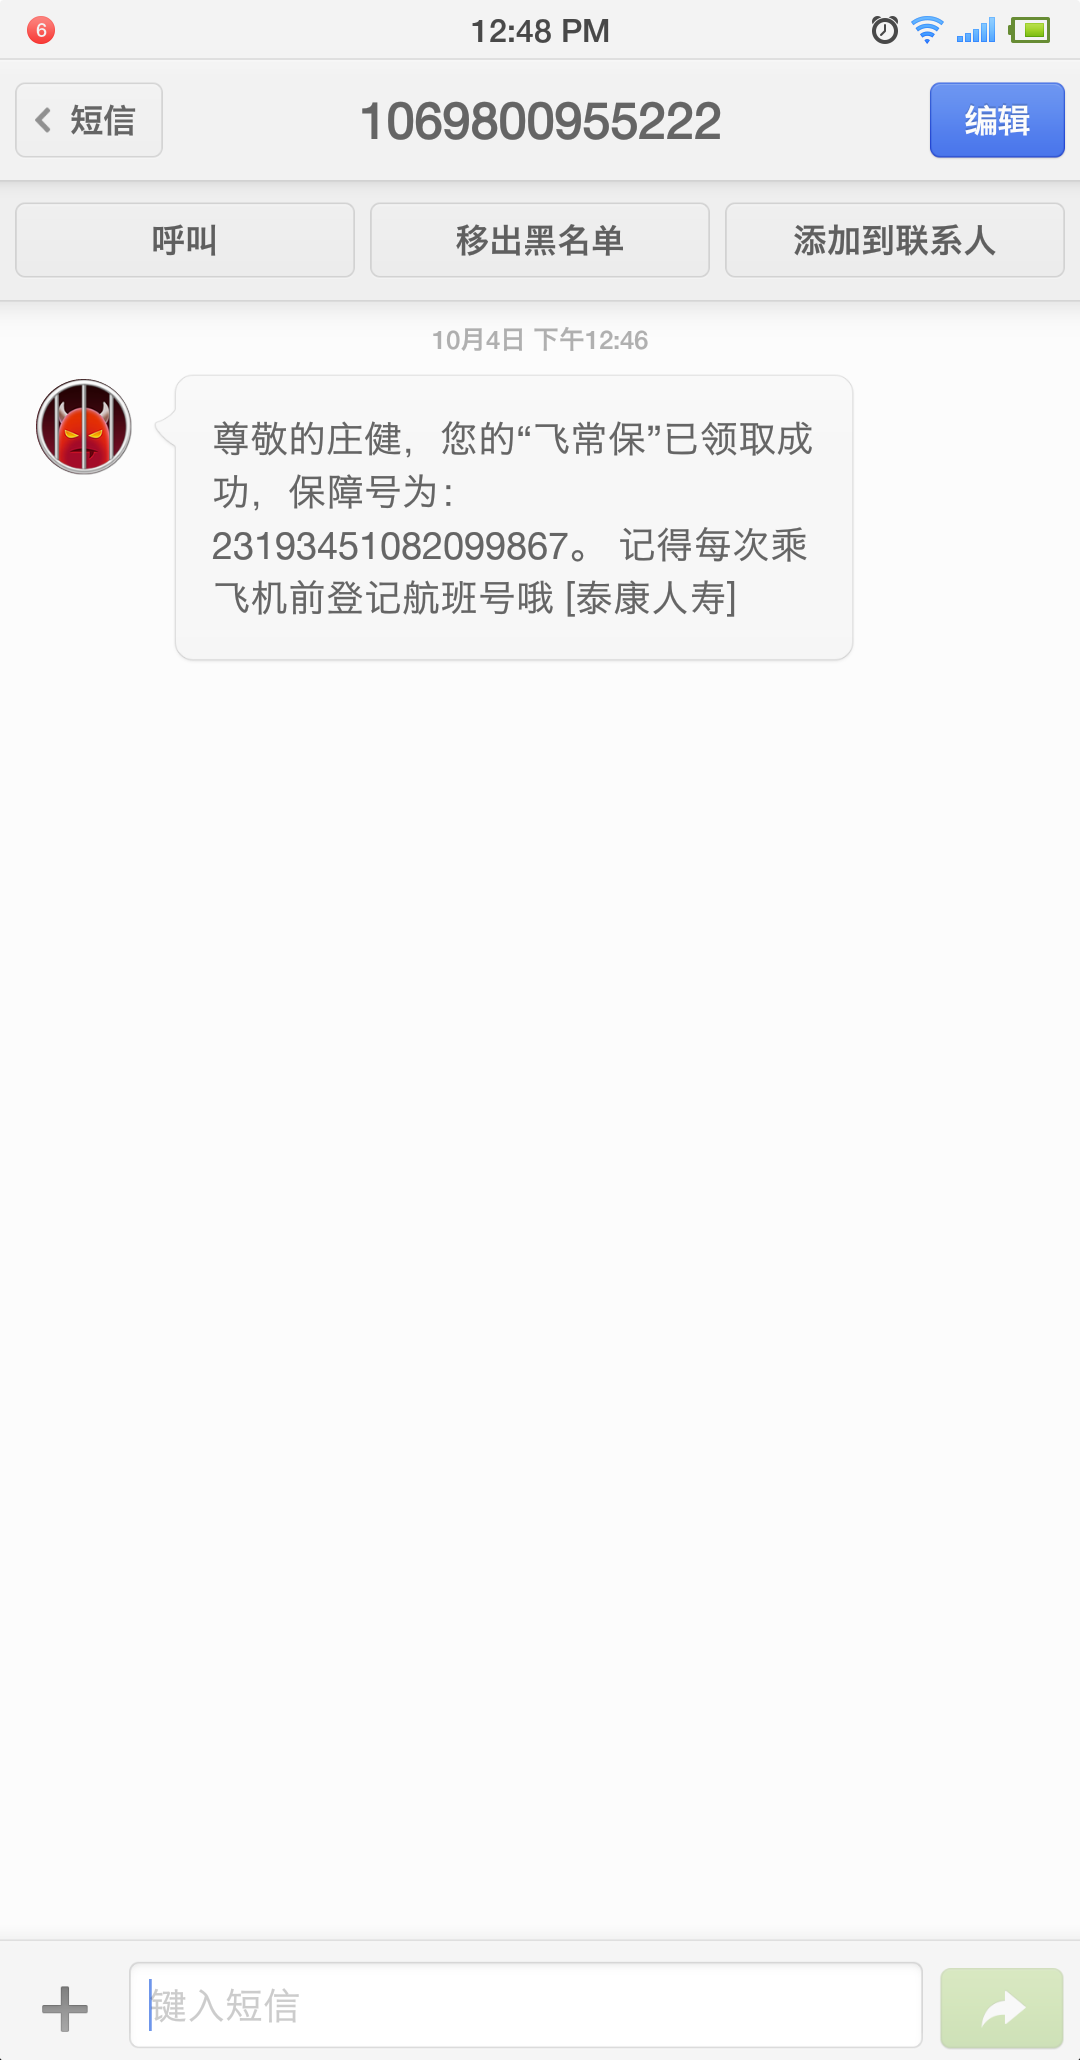 6
12:48 PM
短信
1069800955222
编辑
呼叫
移出黑名单
添加到联系人
10月4日 下午12:46
尊敬的庄健，您的“飞常保”已领取成
功，保障号为：
23193451082099867。 记得每次乘
飞机前登记航班号哦 [泰康人寿]
键入短信